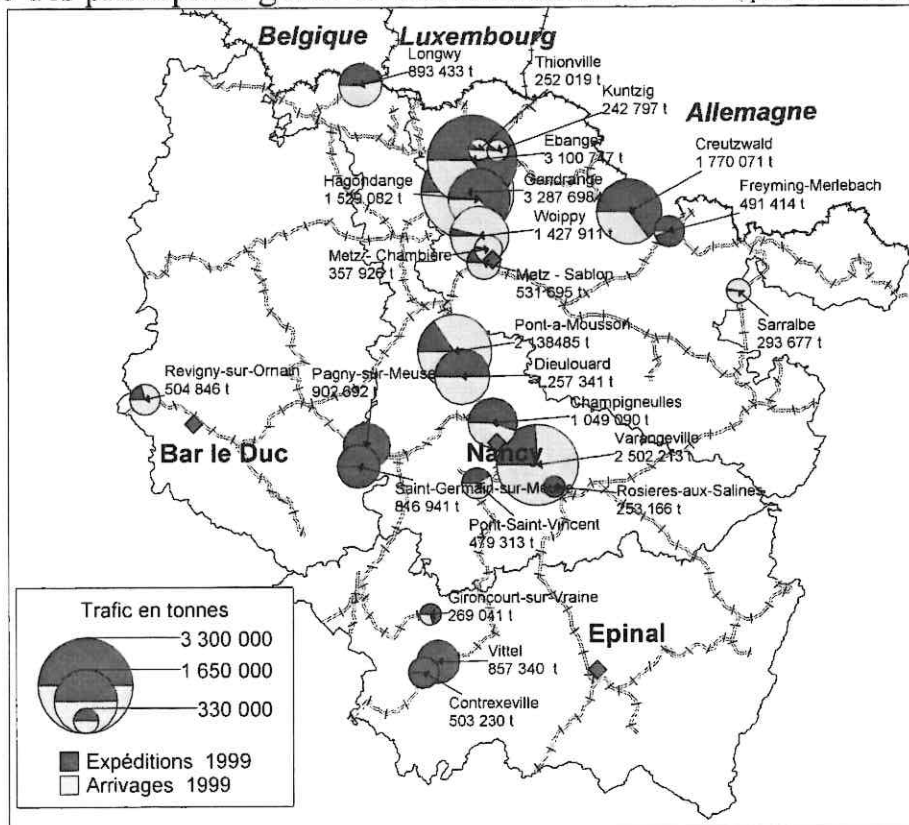 Belgique
Luxembourg
Longwy
893 433 t
Thionville
252 019 t
Kuntzig
242 797 t
Allemagne
Ebange
3 100 747 t
Creutzwald
1 770 071 t
Hagondange
1 529 082 t
Gandrange
3 287 698 t
Freyming-Merlebach
491 414 t
Woippy
1 427 911 t
Metz - Chambière
357 926 t
Metz - Sablon
531 695 t
Pont-a-Mousson
2 138485 t
Sarralbe
293 677 t
Dieulouard
1 257 341 t
Revigny-sur-Ornain
504 846 t
Pagny-sur-Meuse
902 692 t
Champigneulles
1 049 090 t
Bar le Duc
Nancy
Varangeville
2 502 213 t
Saint-Germain-sur-Meuse
816 941 t
Rosieres-aux-Salines
253 166 t
Pont-Saint-Vincent
479 313 t
Gironcourt-sur-Vraine
269 041 t
Epinal
Vittel
857 340 t
Contrexeville
503 230 t
Trafic en tonnes
3 300 000
1 650 000
330 000
Expéditions 1999
Arrivages 1999